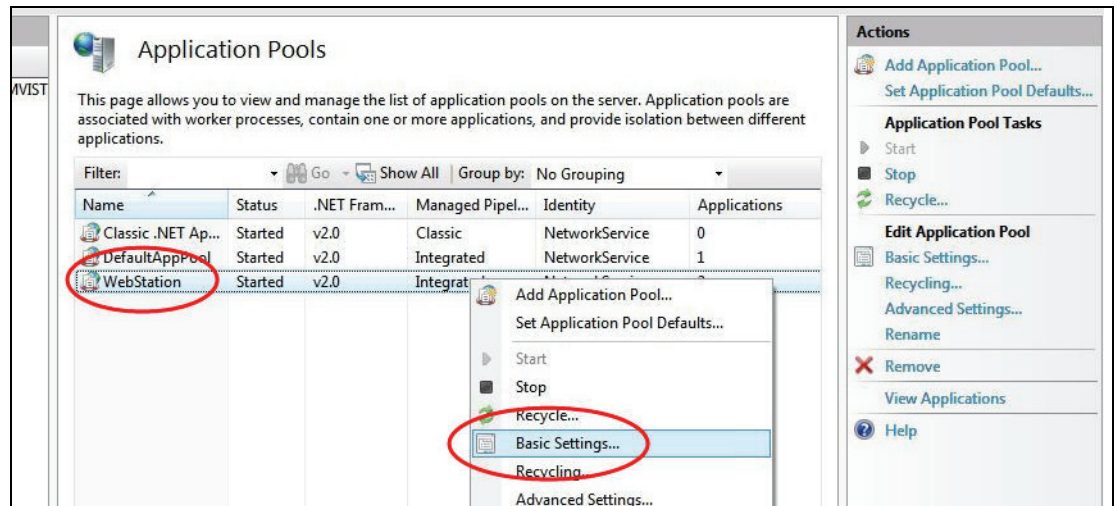 MVIST
Application Pools
This page allows you to view and manage the list of application pools on the server. Application pools are
associated with worker processes, contain one or more applications, and provide isolation between different
applications.
Filter: Go Show All Group by: No Grouping
Name Status .NET Fram... Managed Pipel... Identity Applications
Classic .NET Ap... Started v2.0 Classic NetworkService 0
DefaultAppPool Started v2.0 Integrated NetworkService 1
WebStation Started v2.0 Integrat
Add Application Pool...
Set Application Pool Defaults...
Start
Stop
Recycle...
Basic Settings...
Recycling...
Advanced Settings...
Actions
Add Application Pool...
Set Application Pool Defaults...
Application Pool Tasks
Start
Stop
Recycle...
Edit Application Pool
Basic Settings...
Recycling...
Advanced Settings...
Rename
Remove
View Applications
Help